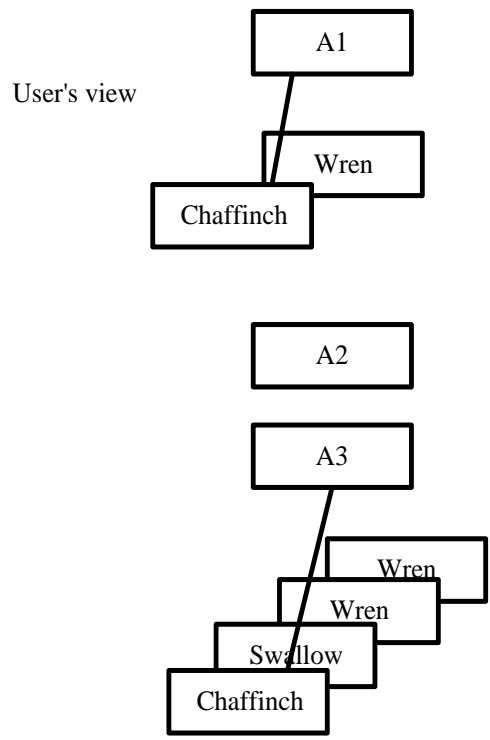 A1
User's view
Wren
Chaffinch
A2
A3
Wren
Wren
Swallow
Chaffinch